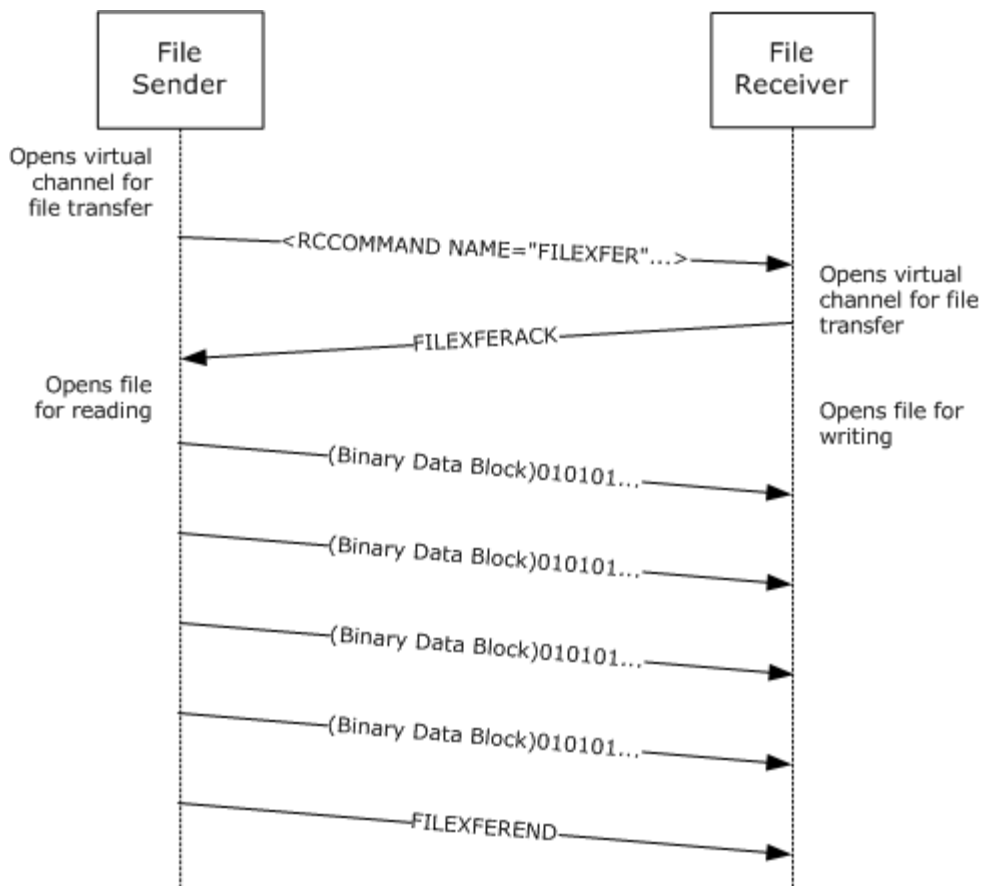 File
Sender
File
Receiver
Opens virtual
channel for
file transfer
<RCCOMMAND NAME="FILEXFER"...>
Opens virtual
channel for file
transfer
FILEXFERACK
Opens file
for reading
Opens file for
writing
(Binary Data Block)010101...
(Binary Data Block)010101...
(Binary Data Block)010101...
(Binary Data Block)010101...
FILEXFEREND